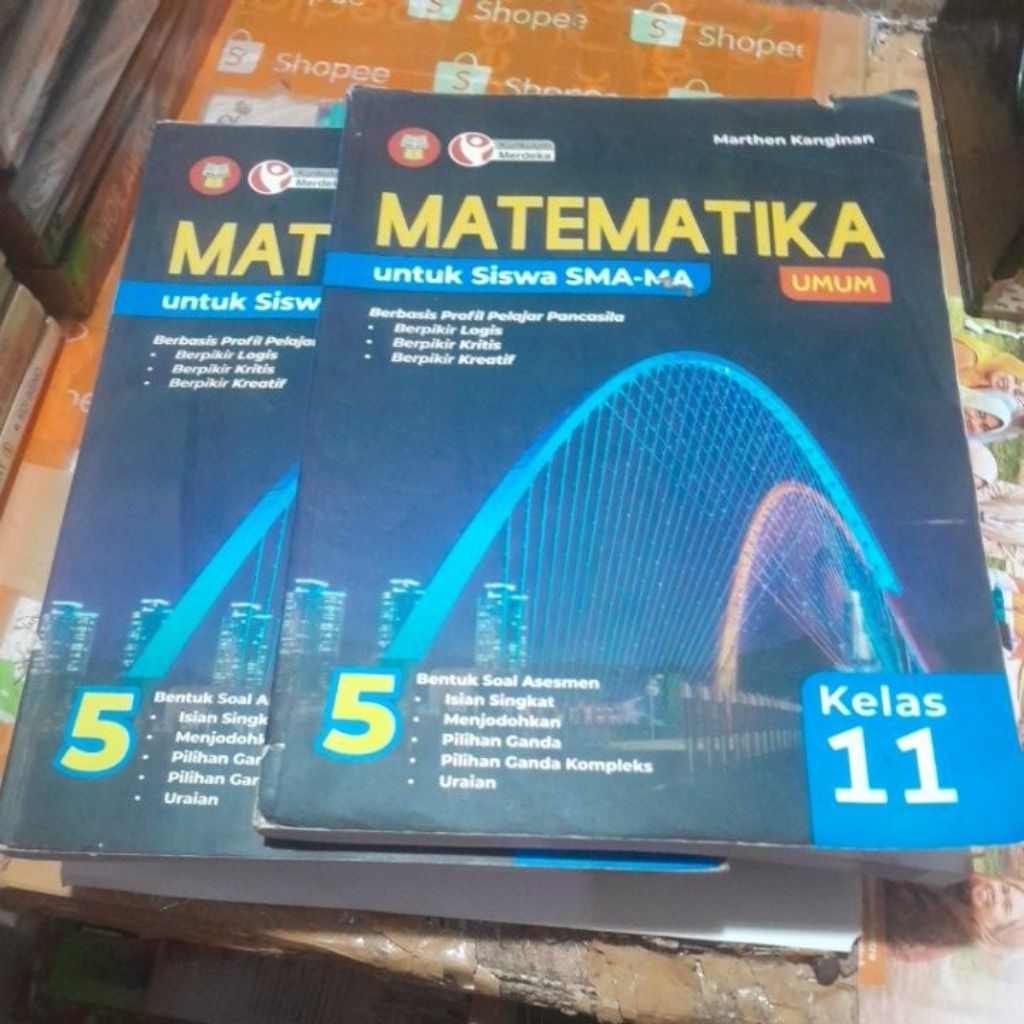 Shopee
Shopee
Shopee
Marthen Kanginan
Kurikulum
Merdeka
MATEMATIKA
untuk Siswa SMA-MA
UMUM
Berbasis Profil Pelajar Pancasila
• Berpikir Logis
• Berpikir Kritis
• Berpikir Kreatif
5
Bentuk Soal Asesmen
• Isian Singkat
• Menjodohkan
• Pilihan Ganda
• Pilihan Ganda Kompleks
• Uraian
Kelas
11
MAT
untuk Sisw
Berbasis Profil Pelaja
• Berpikir Logis
• Berpikir Kritis
• Berpikir Kreatif
5
Bentuk Soal A
• Isian Singk
• Menjodohk
• Pilihan Gan
• Pilihan Gan
• Uraian